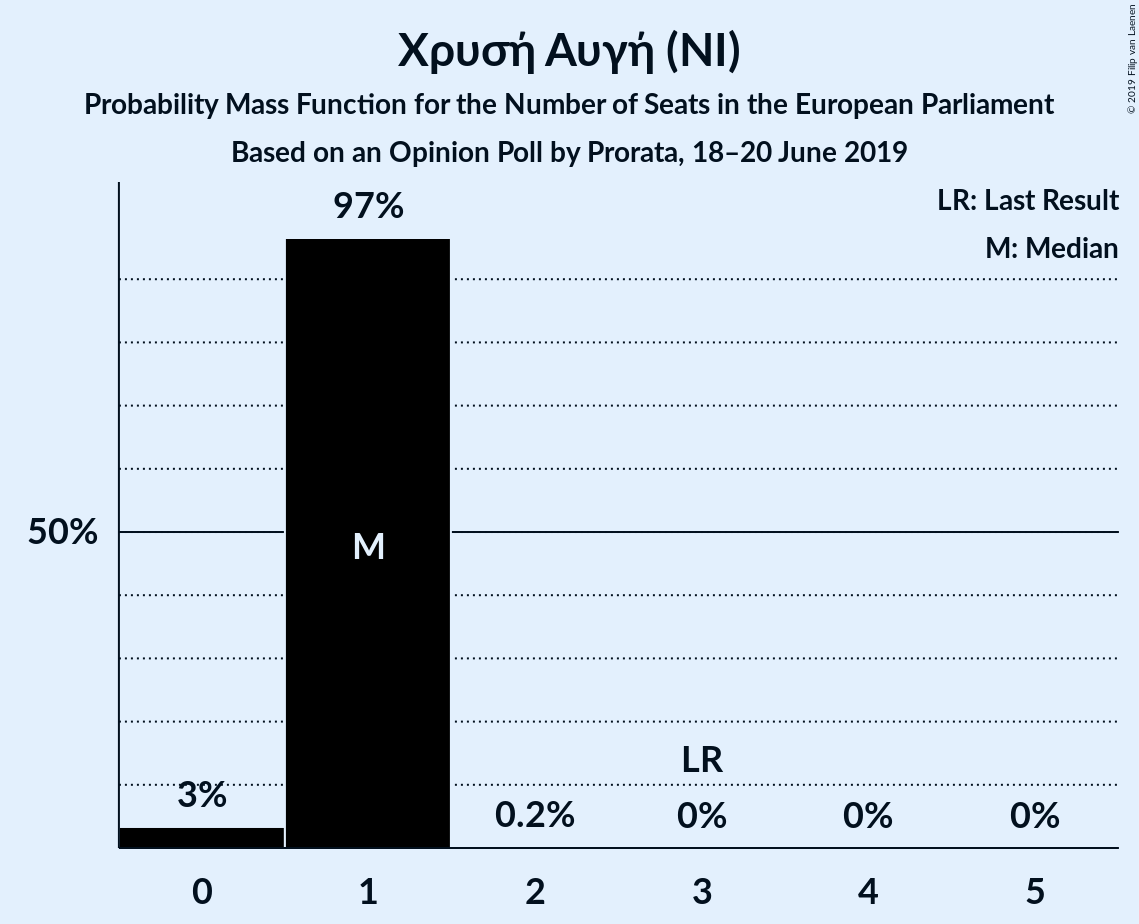 Χρυσή Αυγή (NI)
Probability Mass Function for the Number of Seats in the European Parliament
Based on an Opinion Poll by Prorata, 18–20 June 2019
© 2019 Filip van Laenen
LR: Last Result
M: Median
97%
50%
M
LR
3%
0.2%
0%
0%
0%
0
1
2
3
4
5